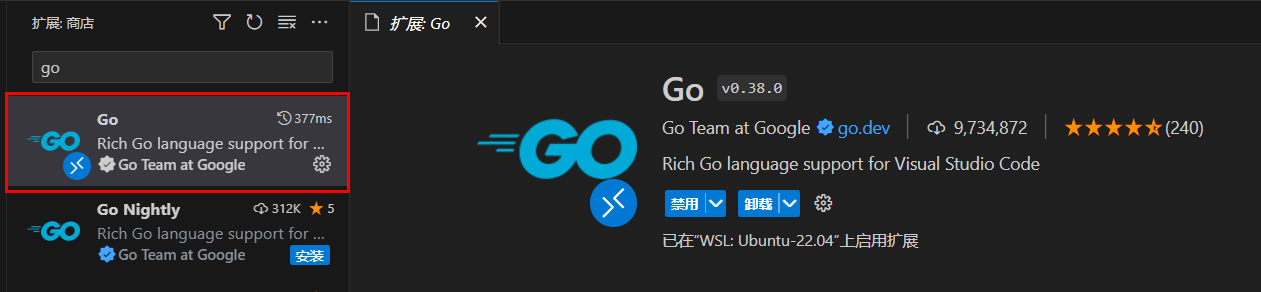 扩展: 商店
go
Go 377ms
Rich Go language support for ...
Go Team at Google
Go Nightly 312K 5
Rich Go language support for ...
Go Team at Google 安装
扩展: Go
GO
Go v0.38.0
Go Team at Google go.dev 9,734,872 (240)
Rich Go language support for Visual Studio Code
禁用 卸载
已在“WSL: Ubuntu-22.04”上启用扩展